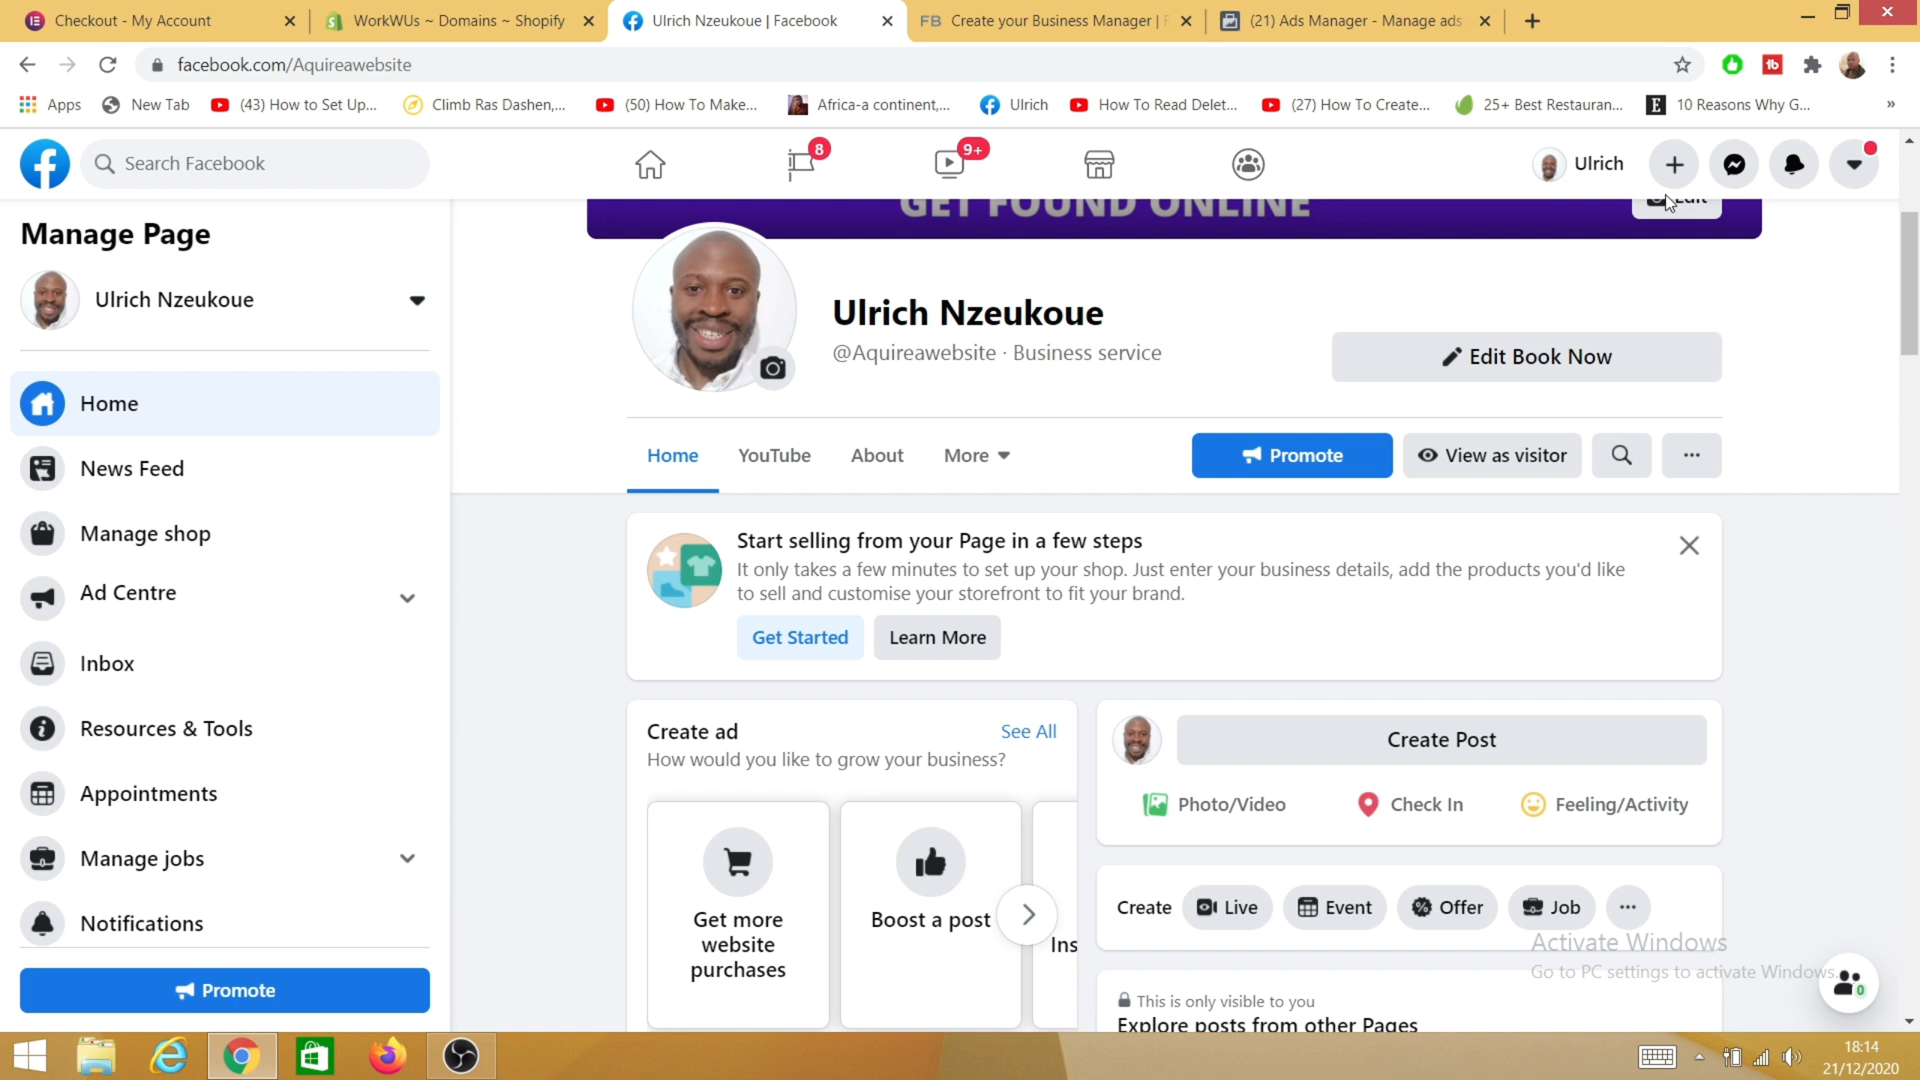 Checkout - My Account
WorkWUs ~ Domains ~ Shopify
Ulrich Nzeukoue | Facebook
FB Create your Business Manager | F
(21) Ads Manager - Manage ads
facebook.com/Aquireawebsite
Apps
New Tab
(43) How to Set Up...
Climb Ras Dashen,...
(50) How To Make...
Africa-a continent,...
Ulrich
How To Read Delet...
(27) How To Create...
25+ Best Restauran...
E 10 Reasons Why G...
»
Search Facebook
8
9+
Ulrich
GET FOUND ONLINE
Edit
Manage Page
Ulrich Nzeukoue
Home
News Feed
Manage shop
Ad Centre
Inbox
Resources & Tools
Appointments
Manage jobs
Notifications
Promote
Ulrich Nzeukoue
@Aquireawebsite · Business service
Edit Book Now
Home
YouTube
About
More
Promote
View as visitor
Start selling from your Page in a few steps
It only takes a few minutes to set up your shop. Just enter your business details, add the products you'd like
to sell and customise your storefront to fit your brand.
Get Started
Learn More
Create ad
See All
How would you like to grow your business?
Get more
website
purchases
Boost a post
Ins
Create Post
Photo/Video
Check In
Feeling/Activity
Create
Live
Event
Offer
Job
Activate Windows
Go to PC settings to activate Windows.
0
This is only visible to you
Explore posts from other Pages
18:14
21/12/2020